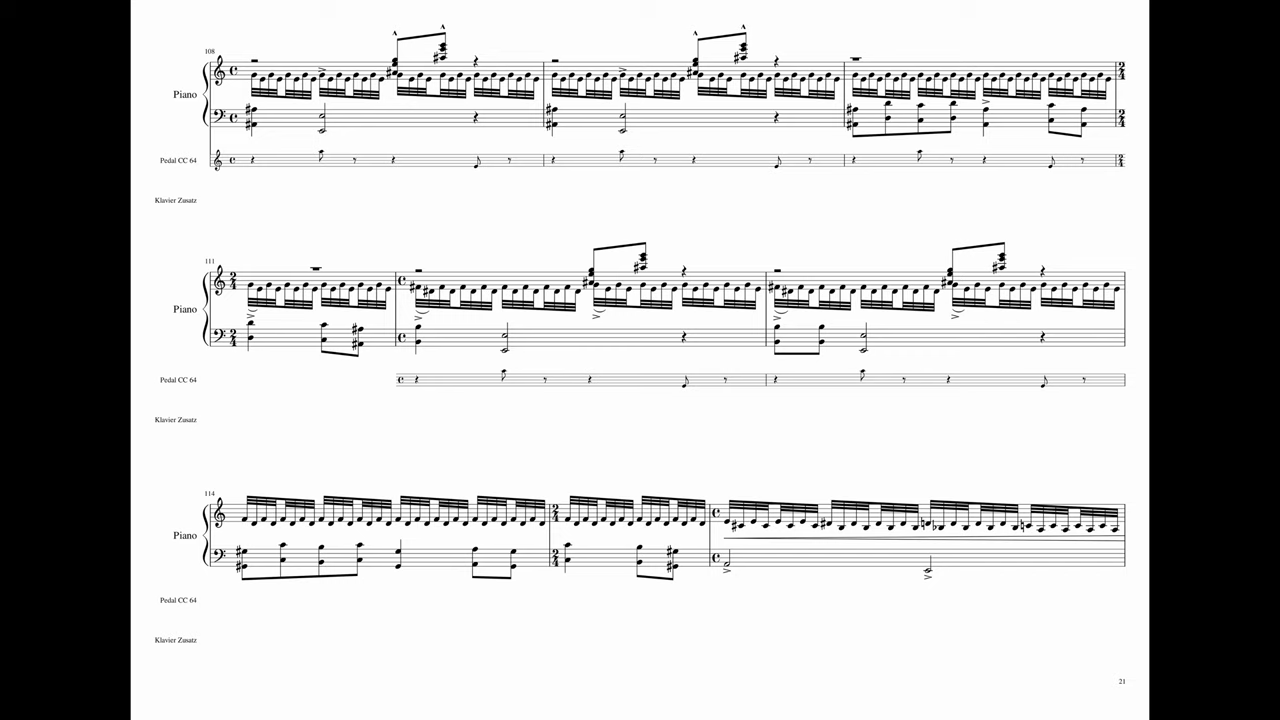 108
Piano
Pedal CC 64
Klavier Zusatz
111
Piano
Pedal CC 64
Klavier Zusatz
114
Piano
Pedal CC 64
Klavier Zusatz
21